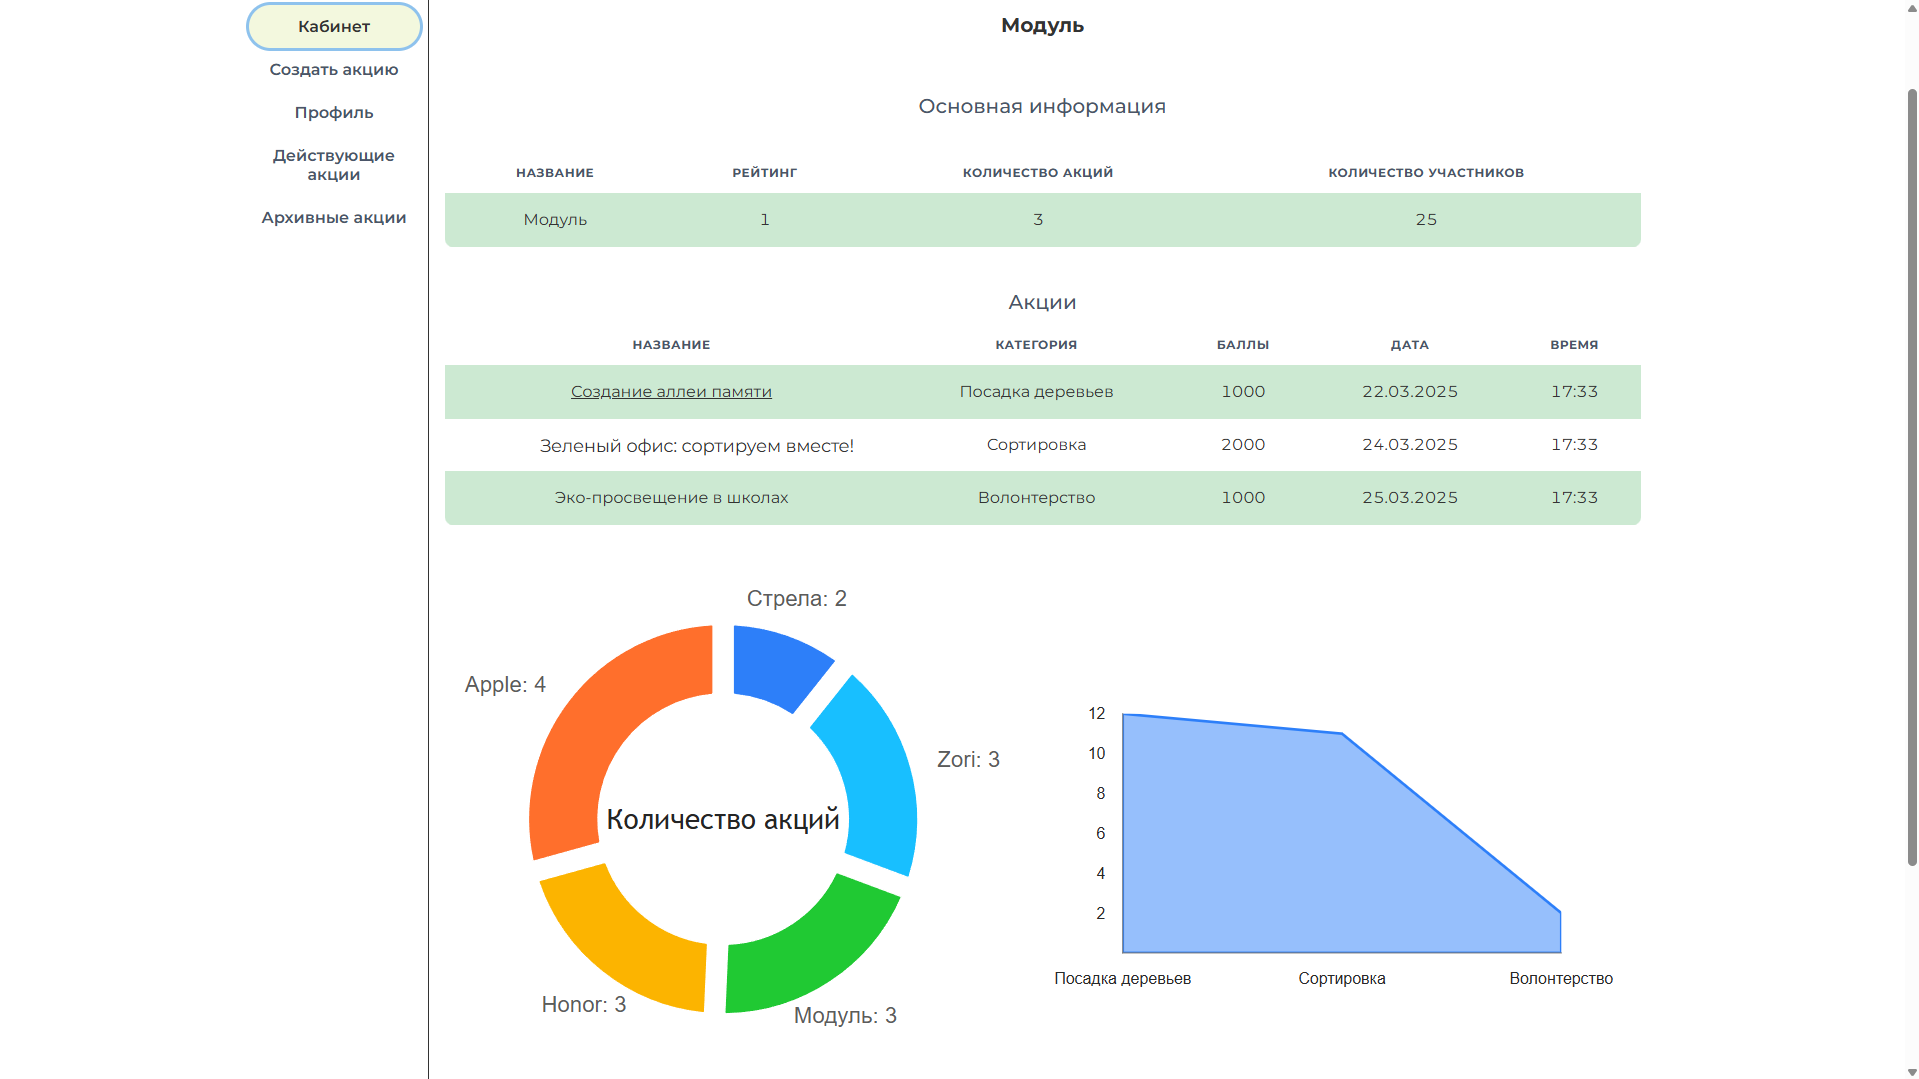 Кабинет
Создать акцию
Профиль
Действующие
акции
Архивные акции
Модуль
Основная информация
НАЗВАНИЕ РЕЙТИНГ КОЛИЧЕСТВО АКЦИЙ КОЛИЧЕСТВО УЧАСТНИКОВ
Модуль 1 3 25
Акции
НАЗВАНИЕ КАТЕГОРИЯ БАЛЛЫ ДАТА ВРЕМЯ
Создание аллеи памяти Посадка деревьев 1000 22.03.2025 17:33
Зеленый офис: сортируем вместе! Сортировка 2000 24.03.2025 17:33
Эко-просвещение в школах Волонтерство 1000 25.03.2025 17:33
Стрела: 2
Apple: 4
Zori: 3
Количество акций
Honor: 3
Модуль: 3
12
10
8
6
4
2
Посадка деревьев Сортировка Волонтерство